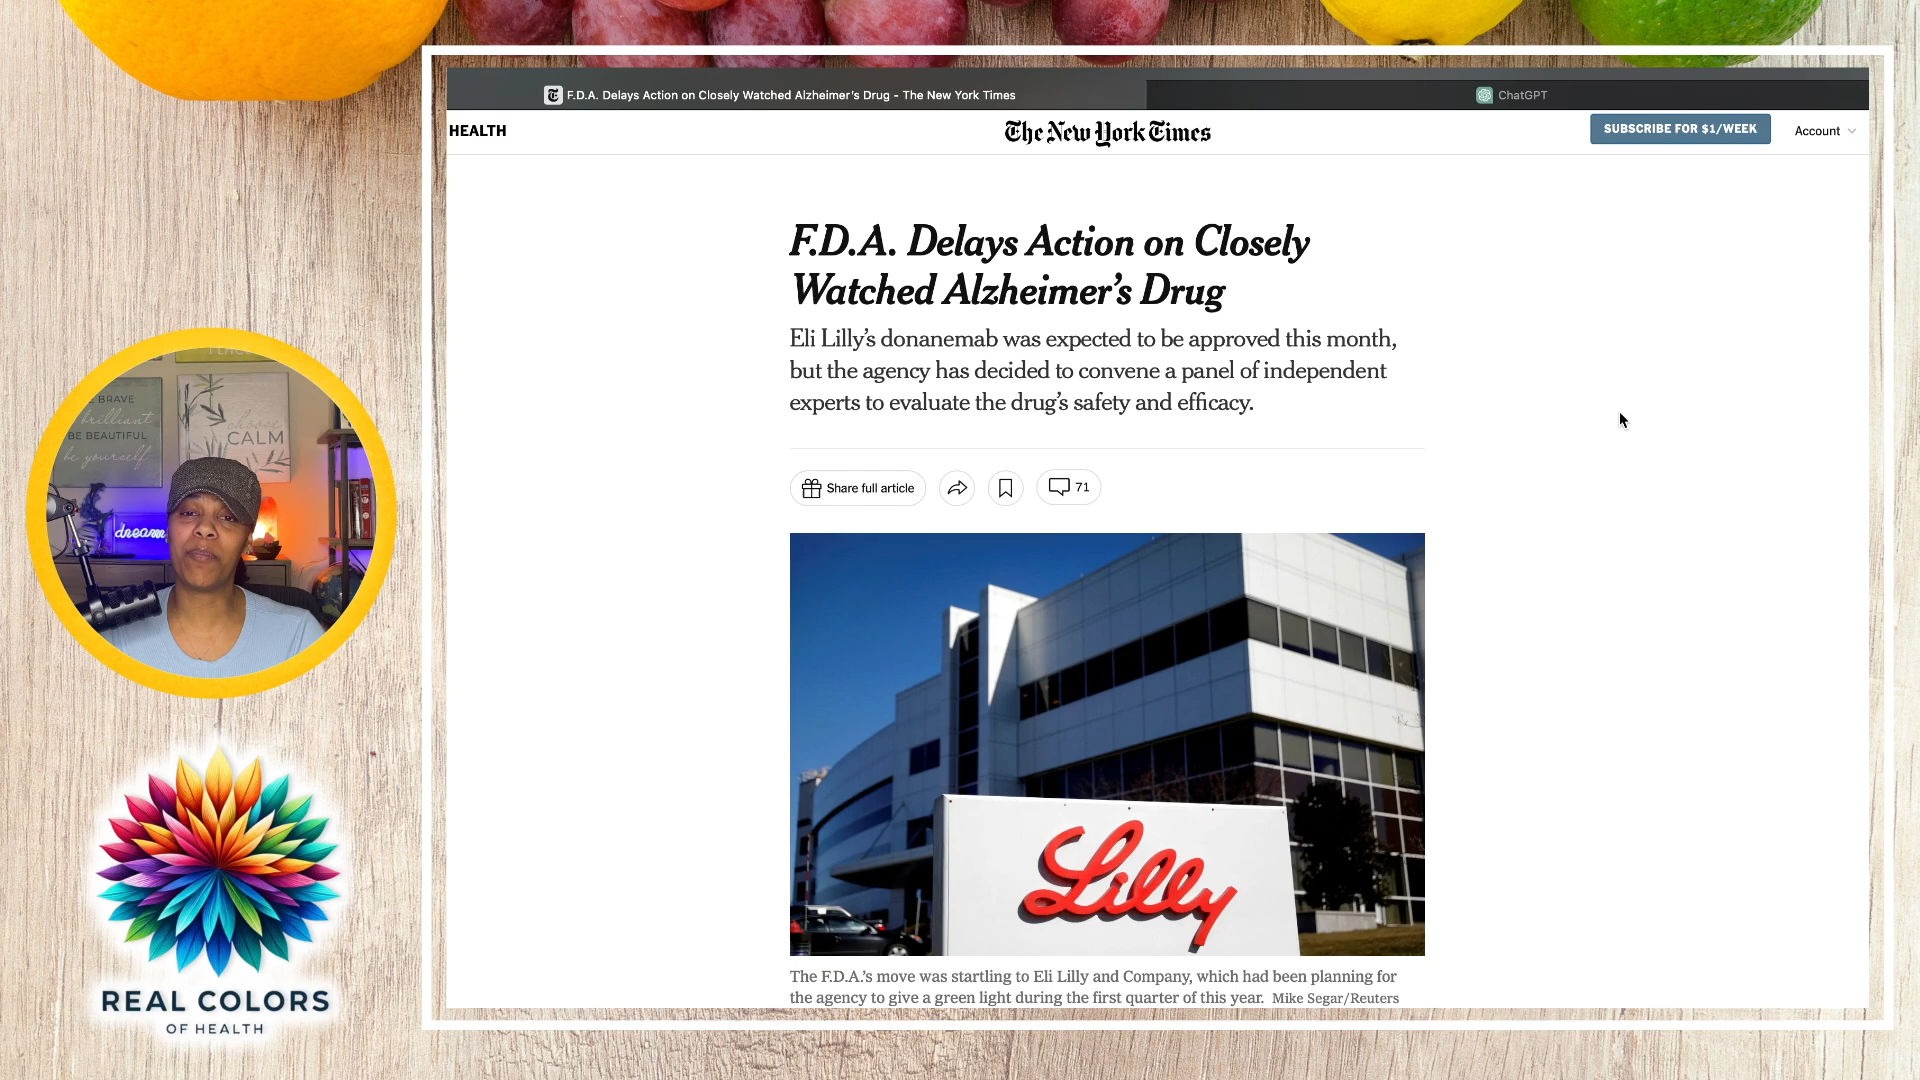 F.D.A. Delays Action on Closely Watched Alzheimer's Drug - The New York Times
ChatGPT
HEALTH
The New York Times
SUBSCRIBE FOR $1/WEEK
Account
F.D.A. Delays Action on Closely
Watched Alzheimer's Drug
Eli Lilly's donanemab was expected to be approved this month,
but the agency has decided to convene a panel of independent
experts to evaluate the drug's safety and efficacy.
Share full article
71
Lilly
The F.D.A.'s move was startling to Eli Lilly and Company, which had been planning for
the agency to give a green light during the first quarter of this year. Mike Segar/Reuters
BRAVE
brilliant
BE BEAUTIFUL
be yourself
choose
CALM
dream
REAL COLORS
OF HEALTH